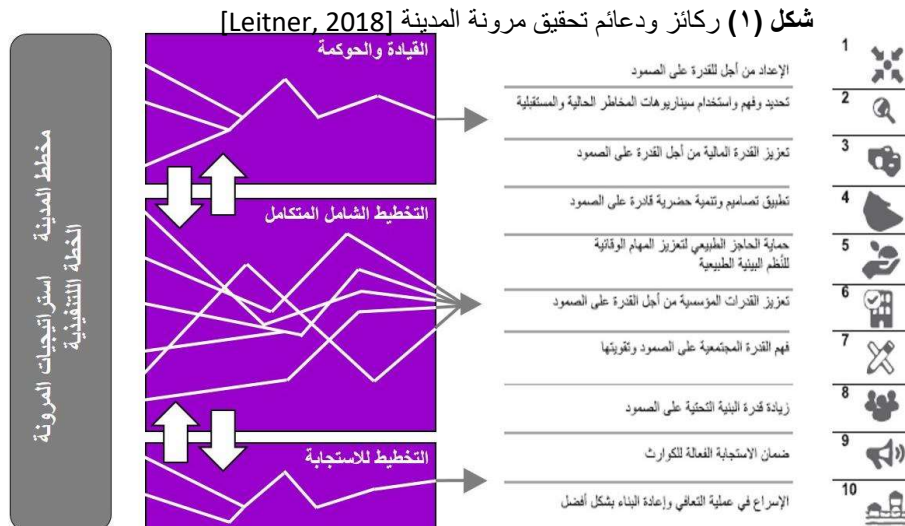 شكل (١) ركائز ودعائم تحقيق مرونة المدينة [Leitner, 2018]
مخطط المدينة استراتيجيات المرونة
الخطة اللتنفيذية
القيادة والحوكمة
التخطيط الشامل المتكامل
التخطيط للاستجابة
1
الإعداد من أجل للقدرة على الصمود
2
تحديد وفهم واستخدام سيناريوهات المخاطر الحالية والمستقبلية
3
تعزيز القدرة المالية من أجل القدرة على الصمود
4
تطبيق تصاميم وتنمية حضرية قادرة على الصمود
5
حماية الحاجز الطبيعي لتعزيز المهام الوقائية
للنُظم البيئية الطبيعية
6
تعزيز القدرات المؤسسية من أجل القدرة على الصمود
7
فهم القدرة المجتمعية على الصمود وتقويتها
8
زيادة قدرة البنية التحتية على الصمود
9
ضمان الاستجابة الفعالة للكوارث
10
الإسراع في عملية التعافي وإعادة البناء بشكل أفضل